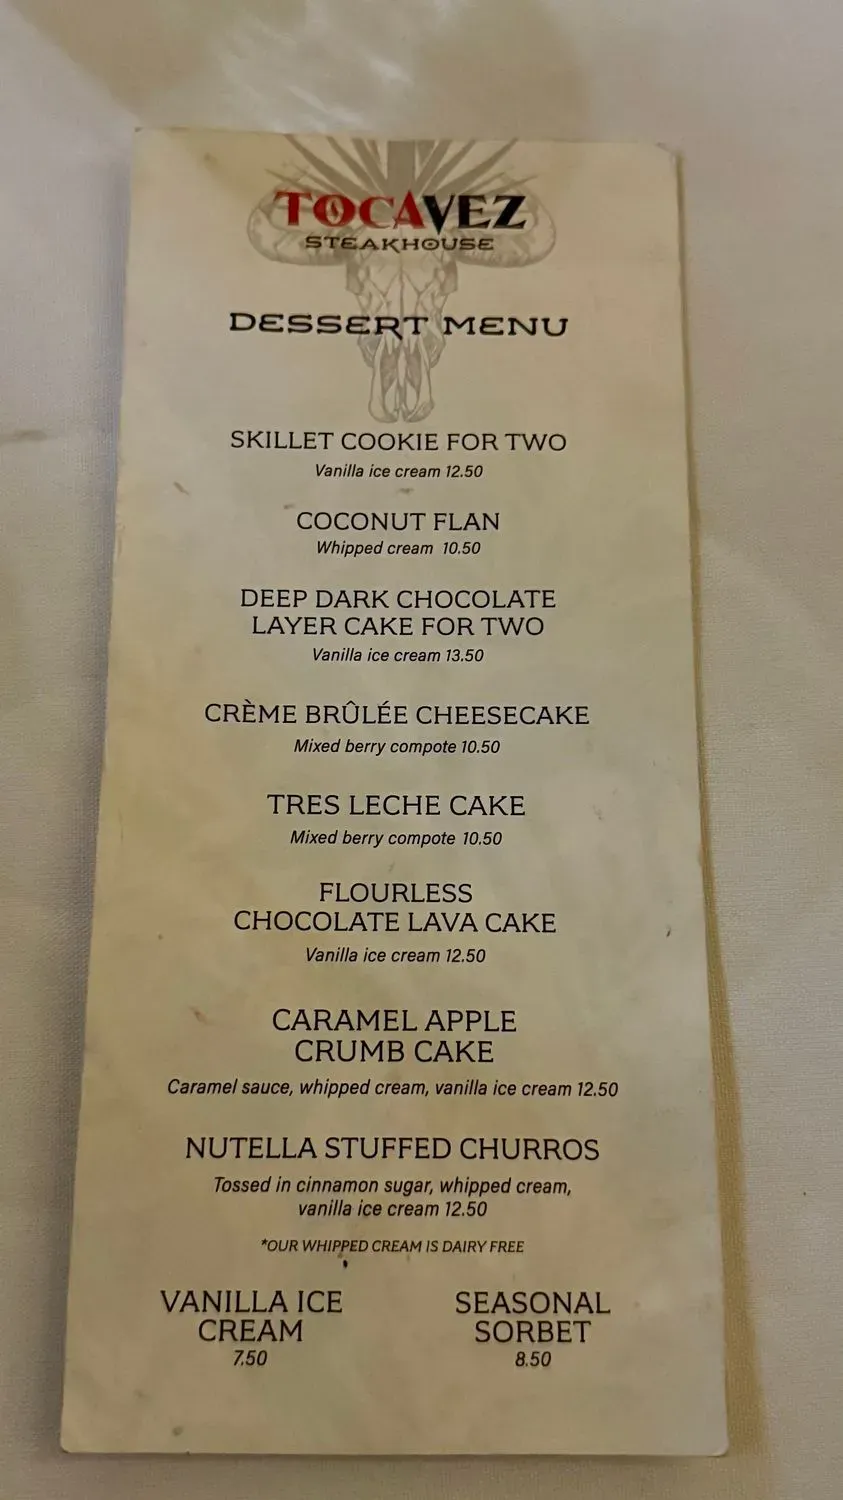 TOCAVEZ
STEAKHOUSE
DESSERT MENU
SKILLET COOKIE FOR TWO
Vanilla ice cream 12.50
COCONUT FLAN
Whipped cream 10.50
DEEP DARK CHOCOLATE
LAYER CAKE FOR TWO
Vanilla ice cream 13.50
CRÈME BRÛLÉE CHEESECAKE
Mixed berry compote 10.50
TRES LECHE CAKE
Mixed berry compote 10.50
FLOURLESS
CHOCOLATE LAVA CAKE
Vanilla ice cream 12.50
CARAMEL APPLE
CRUMB CAKE
Caramel sauce, whipped cream, vanilla ice cream 12.50
NUTELLA STUFFED CHURROS
Tossed in cinnamon sugar, whipped cream,
vanilla ice cream 12.50
*OUR WHIPPED CREAM IS DAIRY FREE
VANILLA ICE
CREAM
7.50
SEASONAL
SORBET
8.50